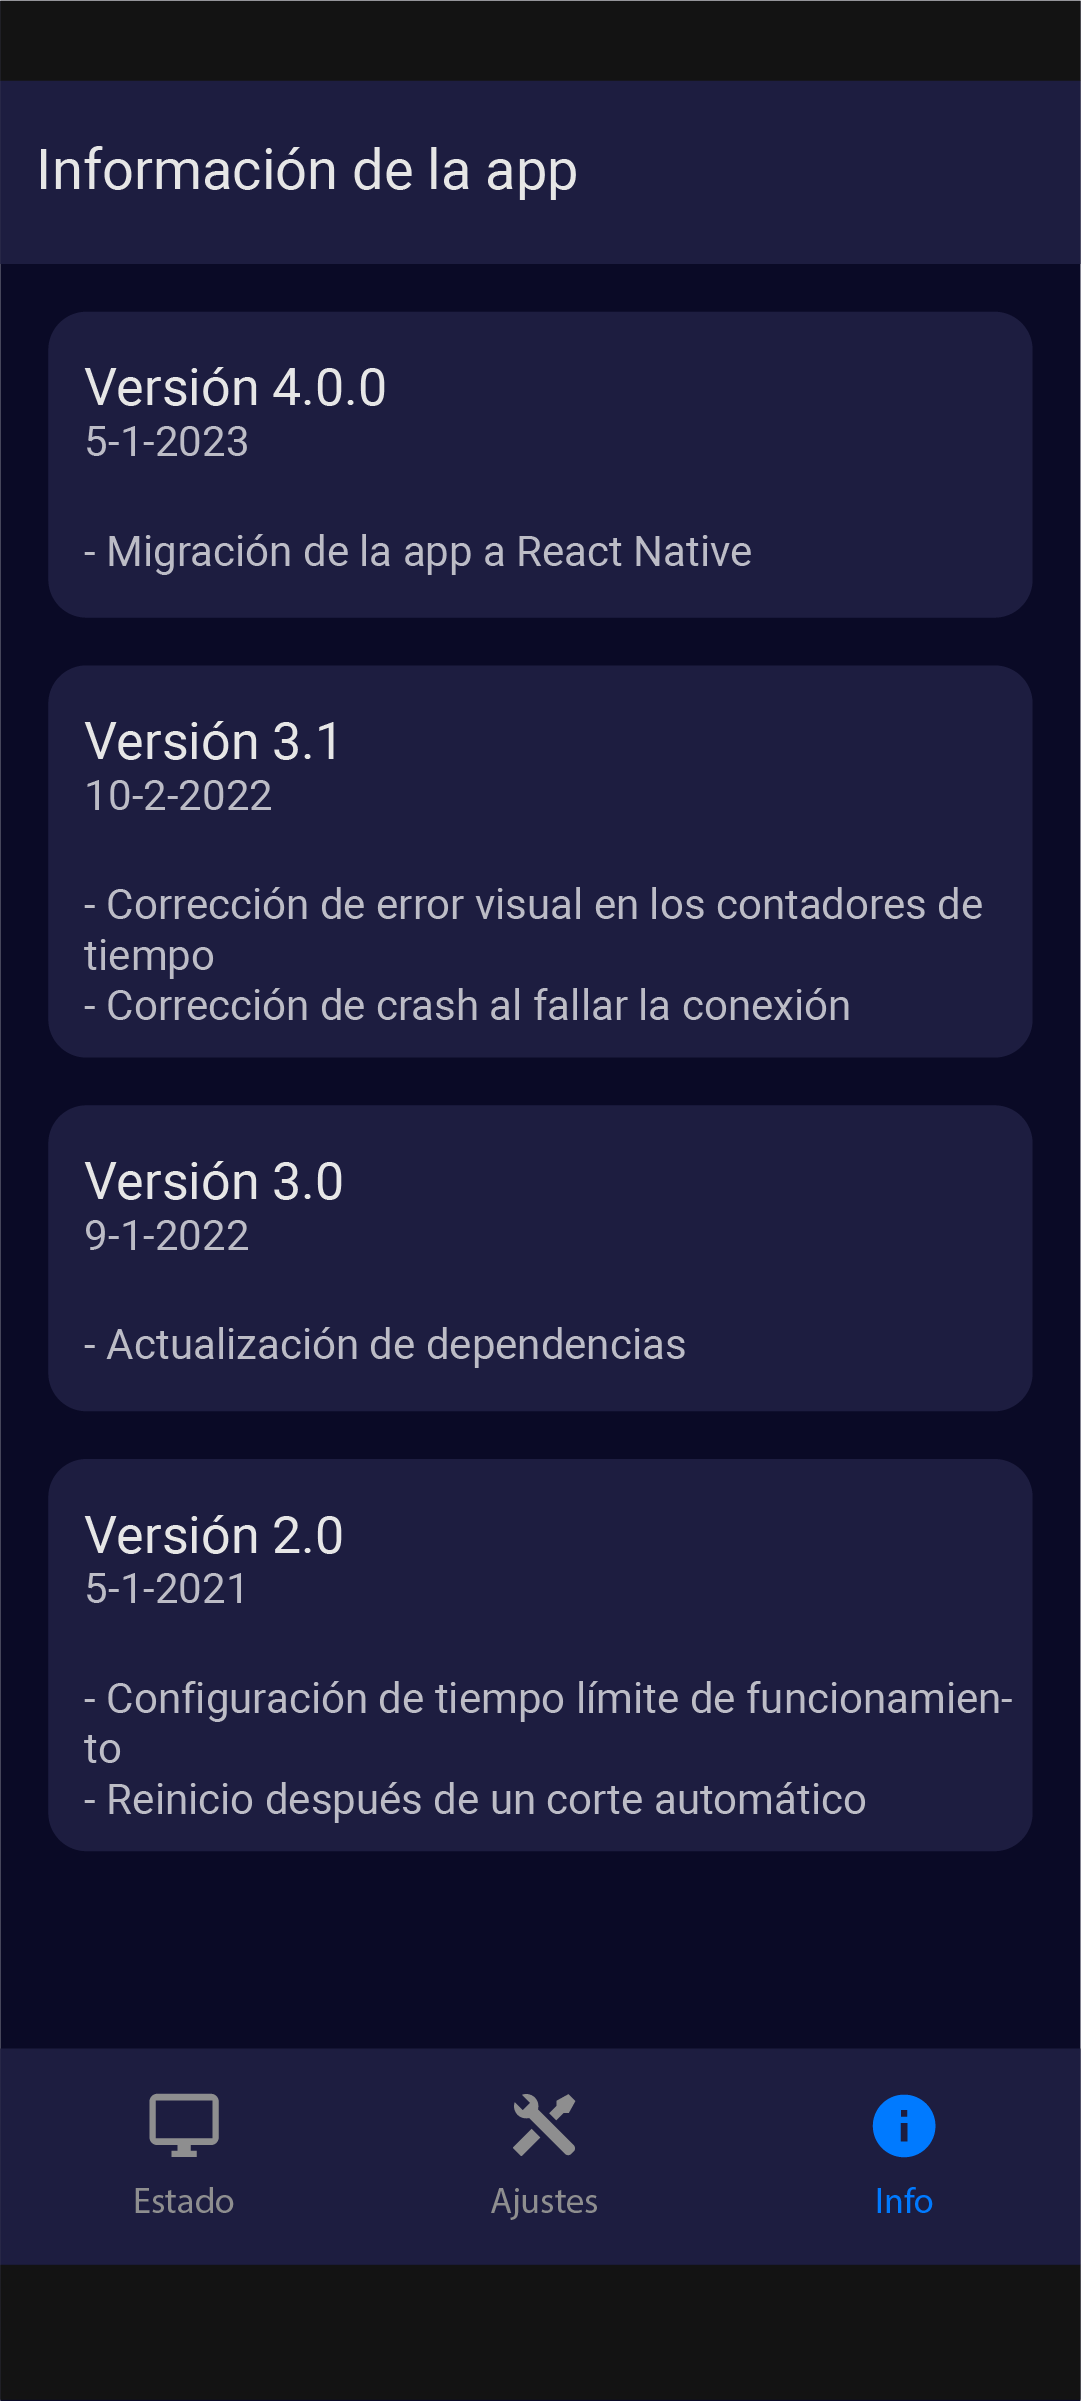 Información de la app
Versión 4.0.0
5-1-2023
- Migración de la app a React Native
Versión 3.1
10-2-2022
- Corrección de error visual en los contadores de
tiempo
- Corrección de crash al fallar la conexión
Versión 3.0
9-1-2022
- Actualización de dependencias
Versión 2.0
5-1-2021
- Configuración de tiempo límite de funcionamien-
to
- Reinicio después de un corte automático
Estado
Ajustes
Info